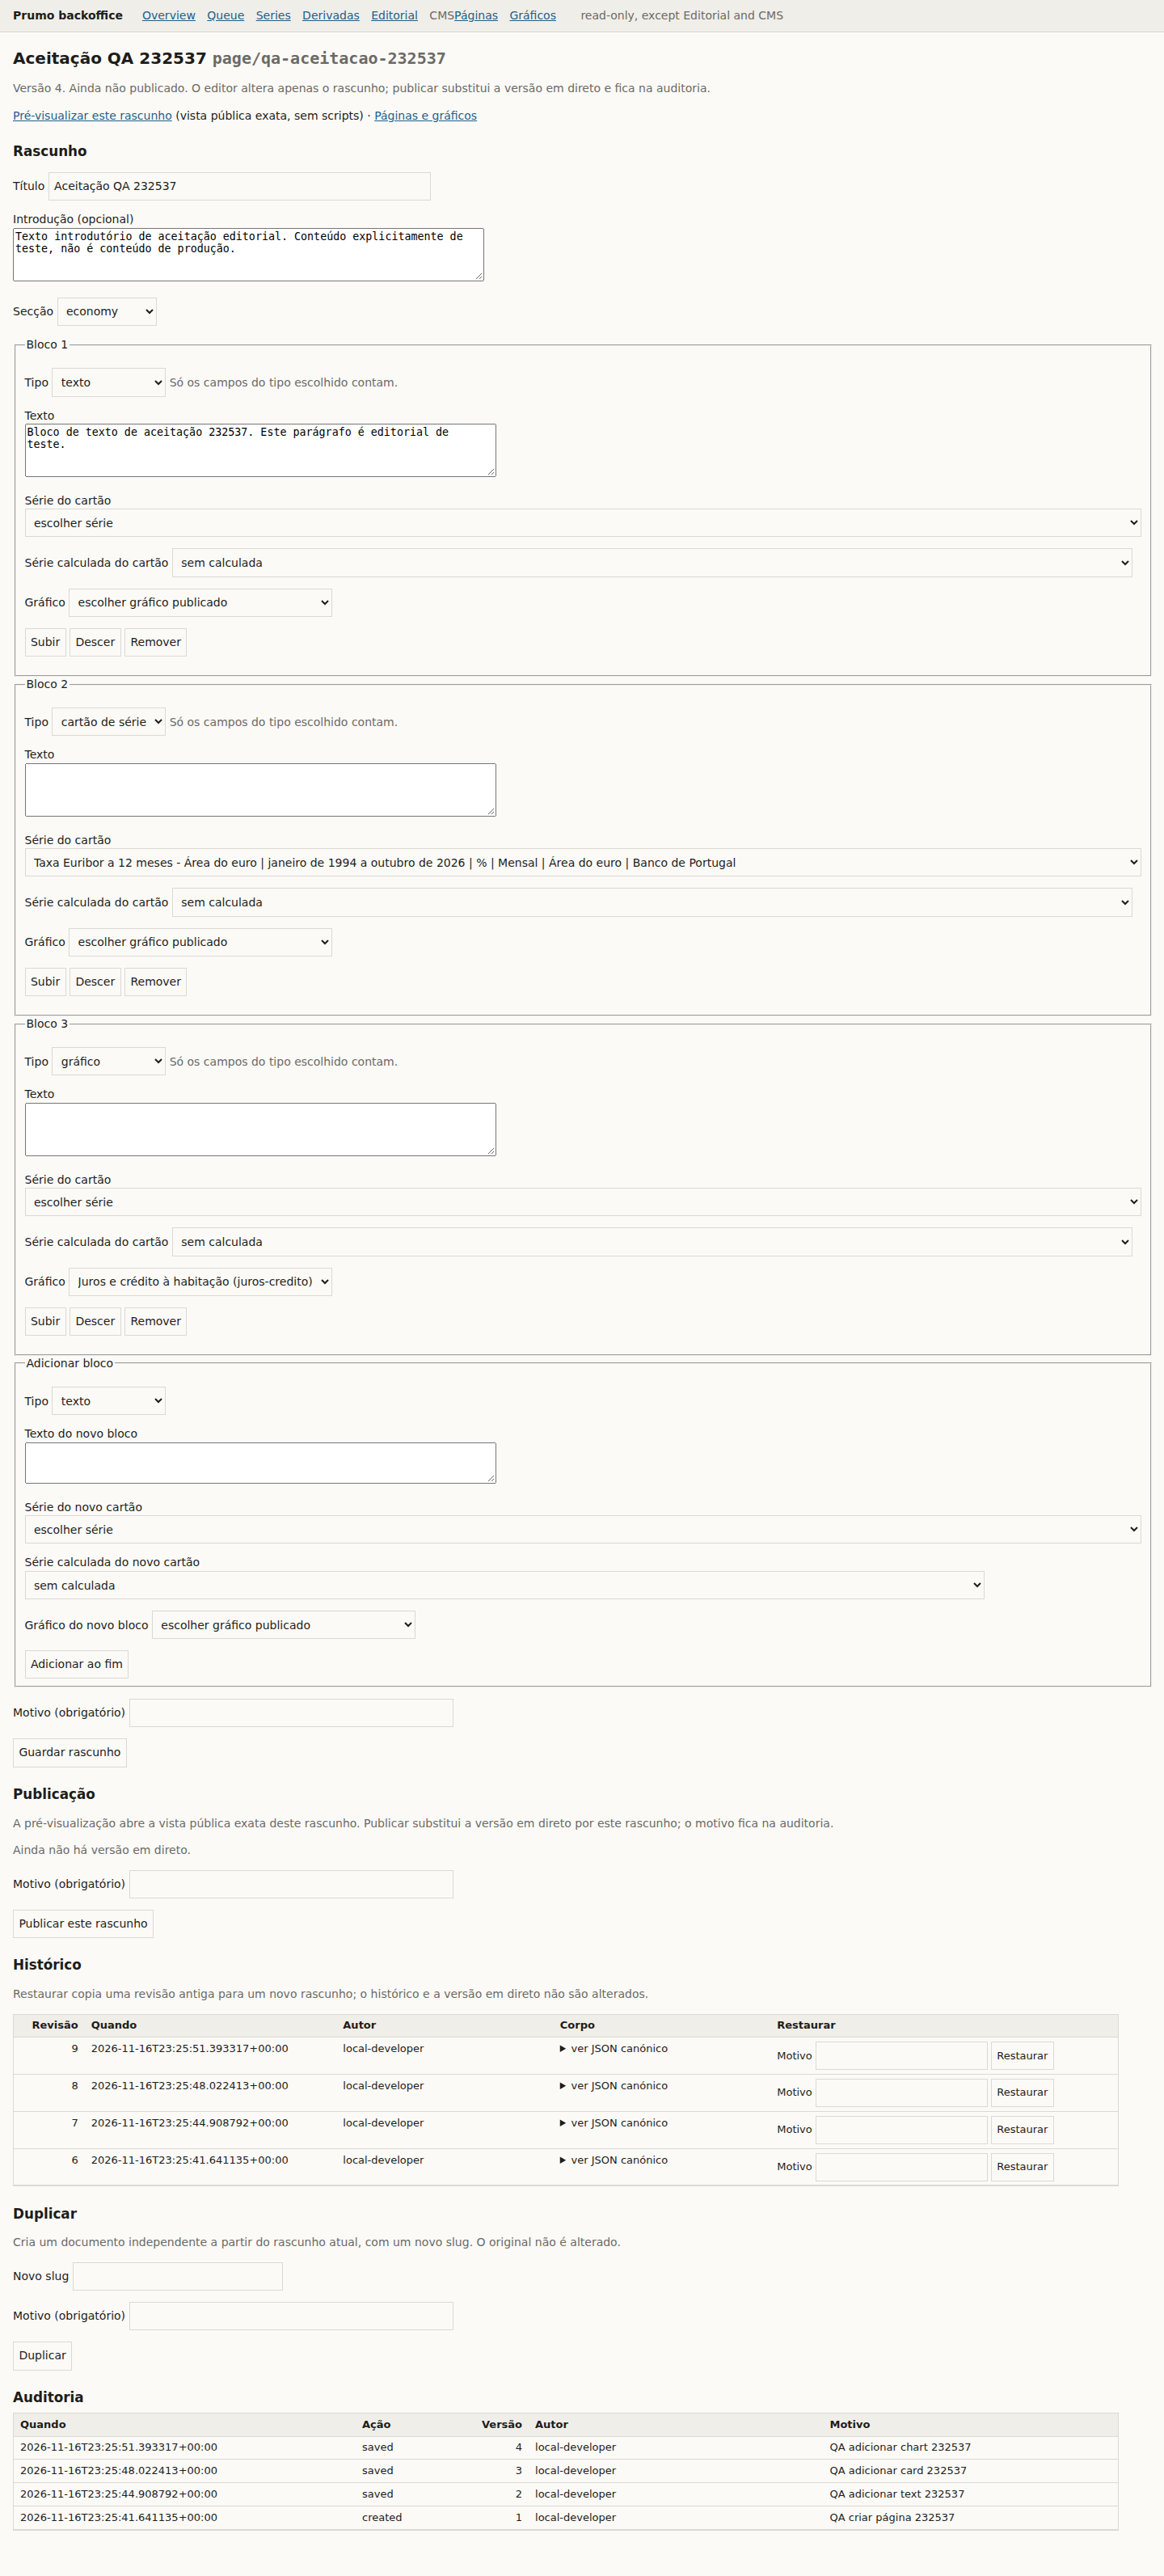 Prumo backoffice Overview Queue Series Derivadas Editorial CMSPáginas Gráficos read-only, except Editorial and CMS
Aceitação QA 232537 page/qa-aceitacao-232537
Versão 4. Ainda não publicado. O editor altera apenas o rascunho; publicar substitui a versão em direto e fica na auditoria.
Pré-visualizar este rascunho (vista pública exata, sem scripts) · Páginas e gráficos
Rascunho
Título Aceitação QA 232537
Introdução (opcional)
Texto introdutório de aceitação editorial. Conteúdo explicitamente de
teste, não é conteúdo de produção.
Secção economy
Bloco 1
Tipo texto Só os campos do tipo escolhido contam.
Texto
Bloco de texto de aceitação 232537. Este parágrafo é editorial de
teste.
Série do cartão
escolher série
Série calculada do cartão sem calculada
Gráfico escolher gráfico publicado
Subir Descer Remover
Bloco 2
Tipo cartão de série Só os campos do tipo escolhido contam.
Texto
Série do cartão
Taxa Euribor a 12 meses - Área do euro | janeiro de 1994 a outubro de 2026 | % | Mensal | Área do euro | Banco de Portugal
Série calculada do cartão sem calculada
Gráfico escolher gráfico publicado
Subir Descer Remover
Bloco 3
Tipo gráfico Só os campos do tipo escolhido contam.
Texto
Série do cartão
escolher série
Série calculada do cartão sem calculada
Gráfico Juros e crédito à habitação (juros-credito)
Subir Descer Remover
Adicionar bloco
Tipo texto
Texto do novo bloco
Série do novo cartão
escolher série
Série calculada do novo cartão
sem calculada
Gráfico do novo bloco escolher gráfico publicado
Adicionar ao fim
Motivo (obrigatório)
Guardar rascunho
Publicação
A pré-visualização abre a vista pública exata deste rascunho. Publicar substitui a versão em direto por este rascunho; o motivo fica na auditoria.
Ainda não há versão em direto.
Motivo (obrigatório)
Publicar este rascunho
Histórico
Restaurar copia uma revisão antiga para um novo rascunho; o histórico e a versão em direto não são alterados.
Revisão Quando Autor Corpo Restaurar
9 2026-11-16T23:25:51.393317+00:00 local-developer ▶ ver JSON canónico Motivo Restaurar
8 2026-11-16T23:25:48.022413+00:00 local-developer ▶ ver JSON canónico Motivo Restaurar
7 2026-11-16T23:25:44.908792+00:00 local-developer ▶ ver JSON canónico Motivo Restaurar
6 2026-11-16T23:25:41.641135+00:00 local-developer ▶ ver JSON canónico Motivo Restaurar
Duplicar
Cria um documento independente a partir do rascunho atual, com um novo slug. O original não é alterado.
Novo slug
Motivo (obrigatório)
Duplicar
Auditoria
Quando Ação Versão Autor Motivo
2026-11-16T23:25:51.393317+00:00 saved 4 local-developer QA adicionar chart 232537
2026-11-16T23:25:48.022413+00:00 saved 3 local-developer QA adicionar card 232537
2026-11-16T23:25:44.908792+00:00 saved 2 local-developer QA adicionar text 232537
2026-11-16T23:25:41.641135+00:00 created 1 local-developer QA criar página 232537